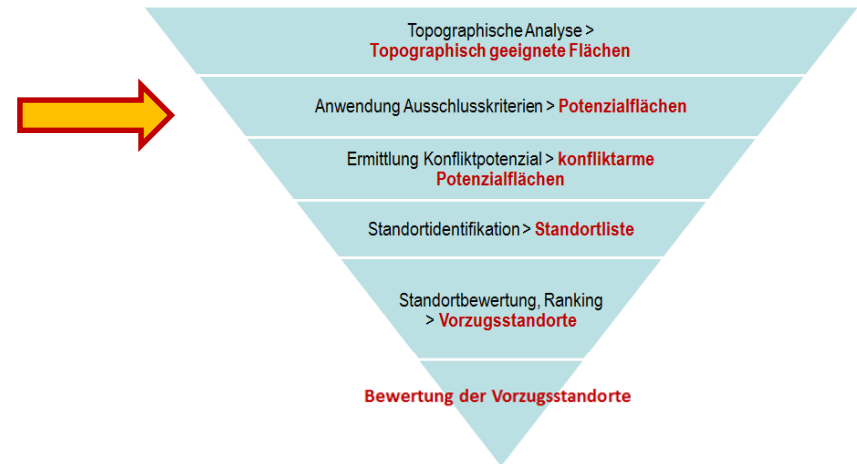 Topographische Analyse >
Topographisch geeignete Flächen
Anwendung Ausschlusskriterien > Potenzialflächen
Ermittlung Konfliktpotenzial > konfliktarme
Potenzialflächen
Standortidentifikation > Standortliste
Standortbewertung, Ranking
> Vorzugsstandorte
Bewertung der Vorzugsstandorte